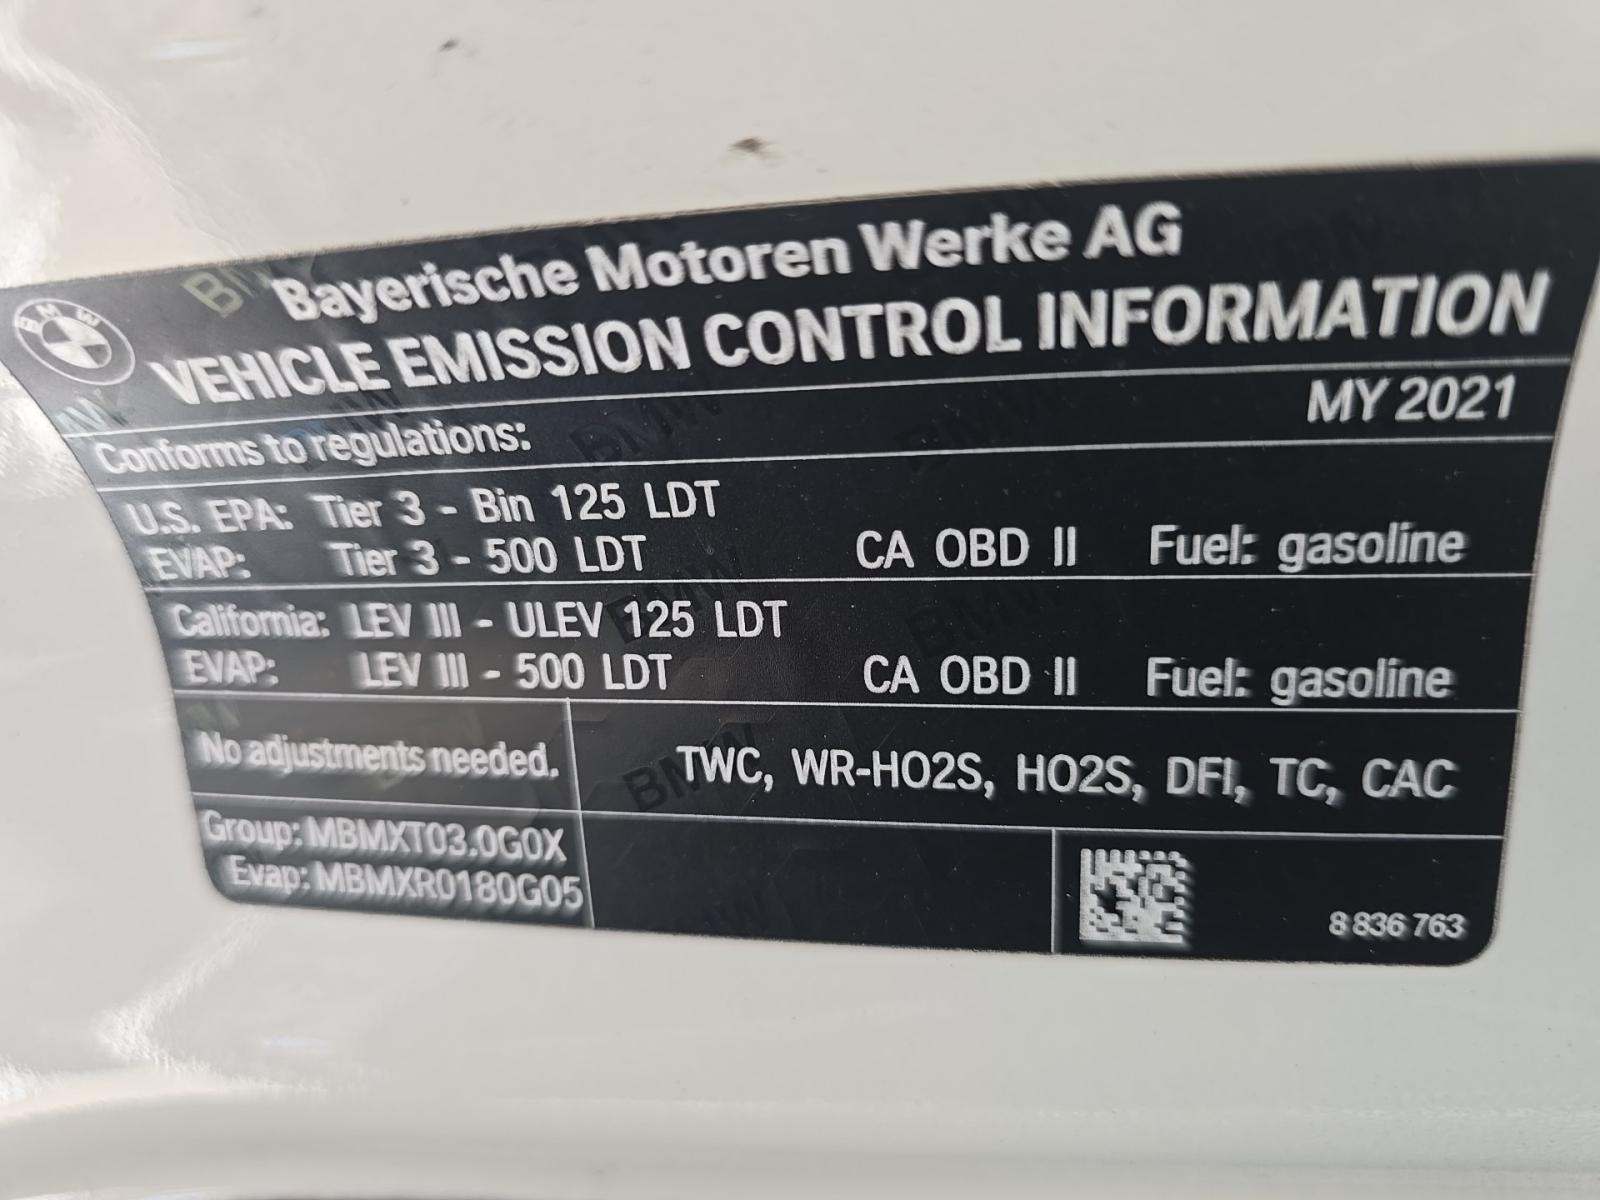 BMW
Bayerische Motoren Werke AG
VEHICLE EMISSION CONTROL INFORMATION
MY 2021
Conforms to regulations:
U.S. EPA: Tier 3 - Bin 125 LDT
EVAP: Tier 3 - 500 LDT CA OBD II Fuel: gasoline
California: LEV III - ULEV 125 LDT
EVAP: LEV III - 500 LDT CA OBD II Fuel: gasoline
No adjustments needed. TWC, WR-HO2S, HO2S, DFI, TC, CAC
Group: MBMXT03.0G0X
Evap: MBMXR0180G05
8 836 763